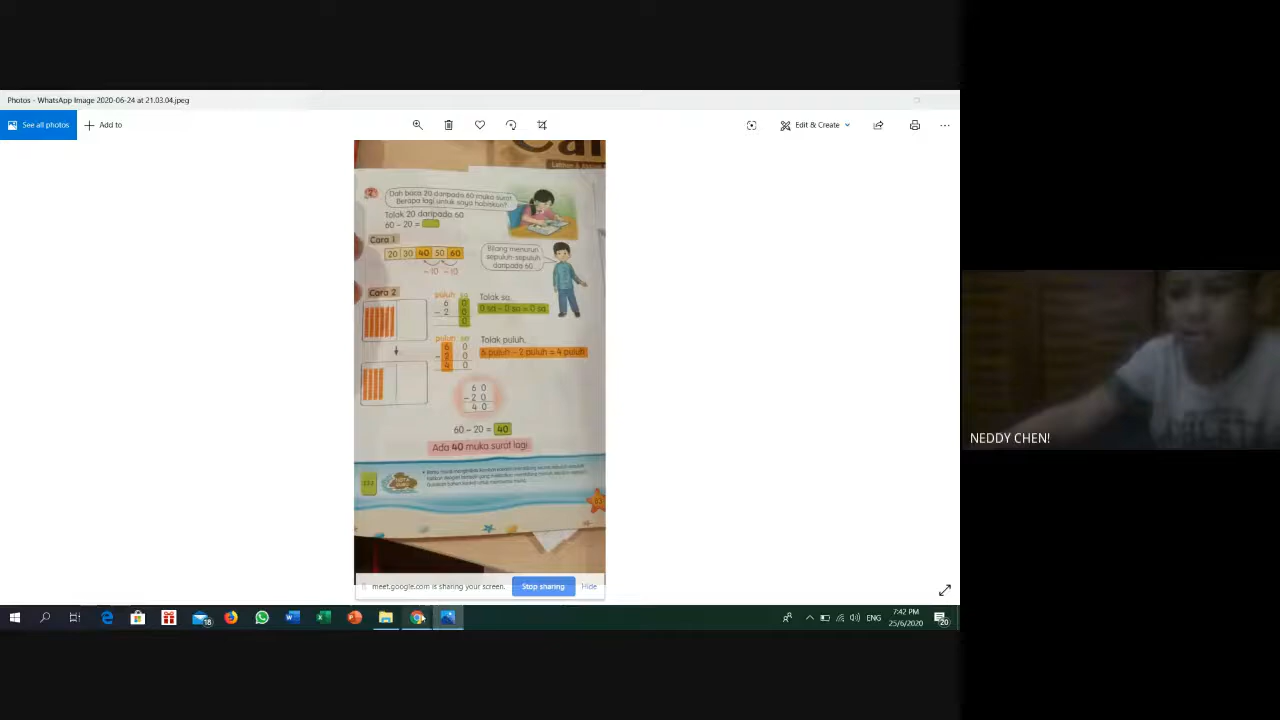 Photos - WhatsApp Image 2020-06-24 at 21.03.04.jpeg
See all photos
Add to
Edit & Create
Dah baca 20 daripada 60 muka surat.
Berapa lagi untuk saya habiskan?
Tolak 20 daripada 60
60 – 20 =
Cara 1
20 30 40 50 60
–10 –10
Bilang menurun
sepuluh-sepuluh
daripada 60
Cara 2
puluh sa
6 0
– 2 0
0
Tolak sa.
0 sa – 0 sa = 0 sa
puluh sa
6 0
– 2 0
4 0
Tolak puluh.
6 puluh – 2 puluh = 4 puluh
6 0
– 2 0
4 0
60 – 20 = 40
Ada 40 muka surat lagi
NEDDY CHEN!
meet.google.com is sharing your screen.
Stop sharing
Hide
18
ENG
7:42 PM
25/6/2020
20